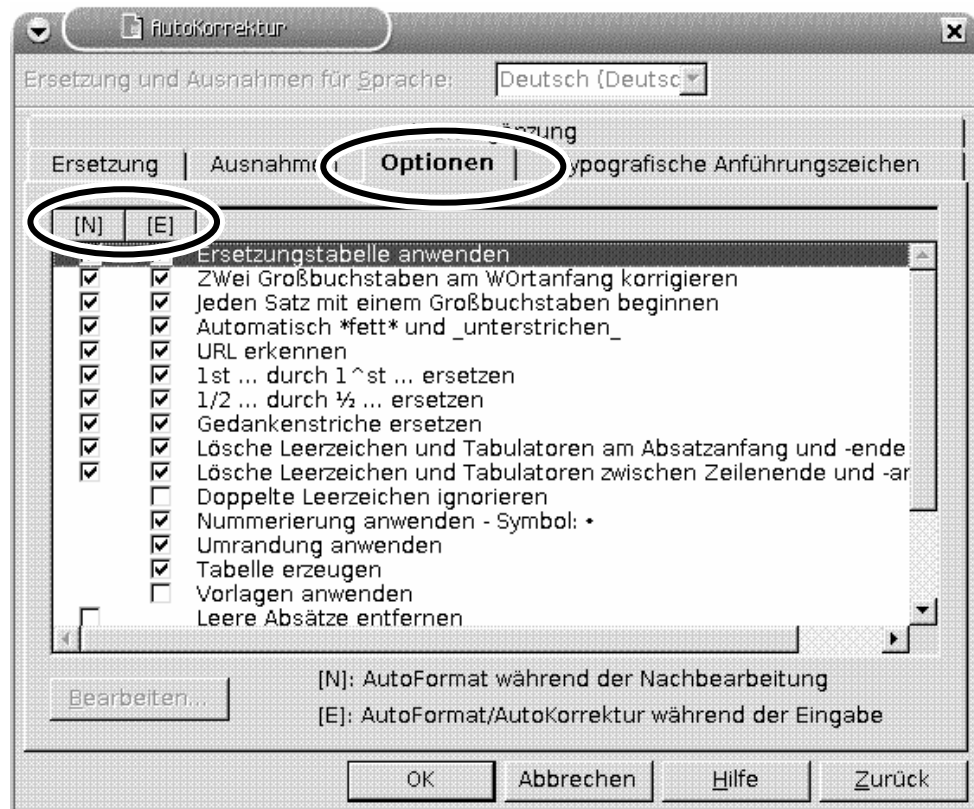 AutoKorrektur
Ersetzung und Ausnahmen für Sprache: Deutsch (Deutsc
Ersetzung Ausnahmen Optionen Typografische Anführungszeichen
[N] [E]
Ersetzungstabelle anwenden
ZWei Großbuchstaben am WOrtanfang korrigieren
Jeden Satz mit einem Großbuchstaben beginnen
Automatisch *fett* und _unterstrichen_
URL erkennen
1st ... durch 1^st ... ersetzen
1/2 ... durch ½ ... ersetzen
Gedankenstriche ersetzen
Lösche Leerzeichen und Tabulatoren am Absatzanfang und -ende
Lösche Leerzeichen und Tabulatoren zwischen Zeilenende und -an
Doppelte Leerzeichen ignorieren
Nummerierung anwenden - Symbol: •
Umrandung anwenden
Tabelle erzeugen
Vorlagen anwenden
Leere Absätze entfernen
[N]: AutoFormat während der Nachbearbeitung
Bearbeiten...
[E]: AutoFormat/AutoKorrektur während der Eingabe
OK Abbrechen Hilfe Zurück